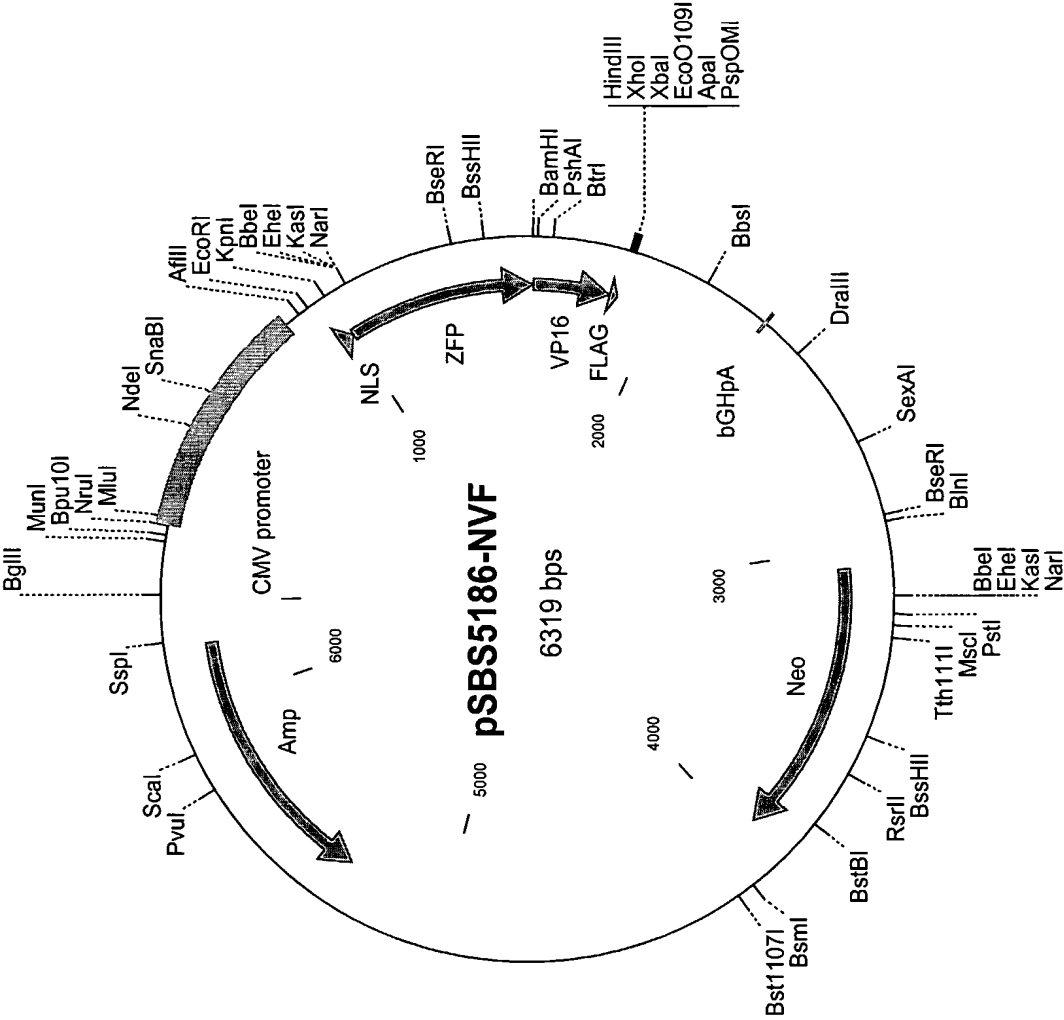 pSBS5186-NVF
6319 bps
BglII
MunI
Bpu10I
NruI
MluI
NdeI
SnaBI
AflII
EcoRI
KpnI
BbeI
EheI
KasI
NarI
BseRI
BssHII
BamHI
PshAI
BtrI
HindIII
XhoI
XbaI
EcoO109I
ApaI
PspOMI
BbsI
DraIII
SexAI
BseRI
BlnI
BbeI
EheI
KasI
NarI
PstI
MscI
Tth111I
BssHII
RsrII
BstBI
BsmI
Bst1107I
PvuI
ScaI
SspI
CMV promoter
NLS
ZFP
VP16
FLAG
bGHpA
Neo
Amp
1000
2000
3000
4000
5000
6000